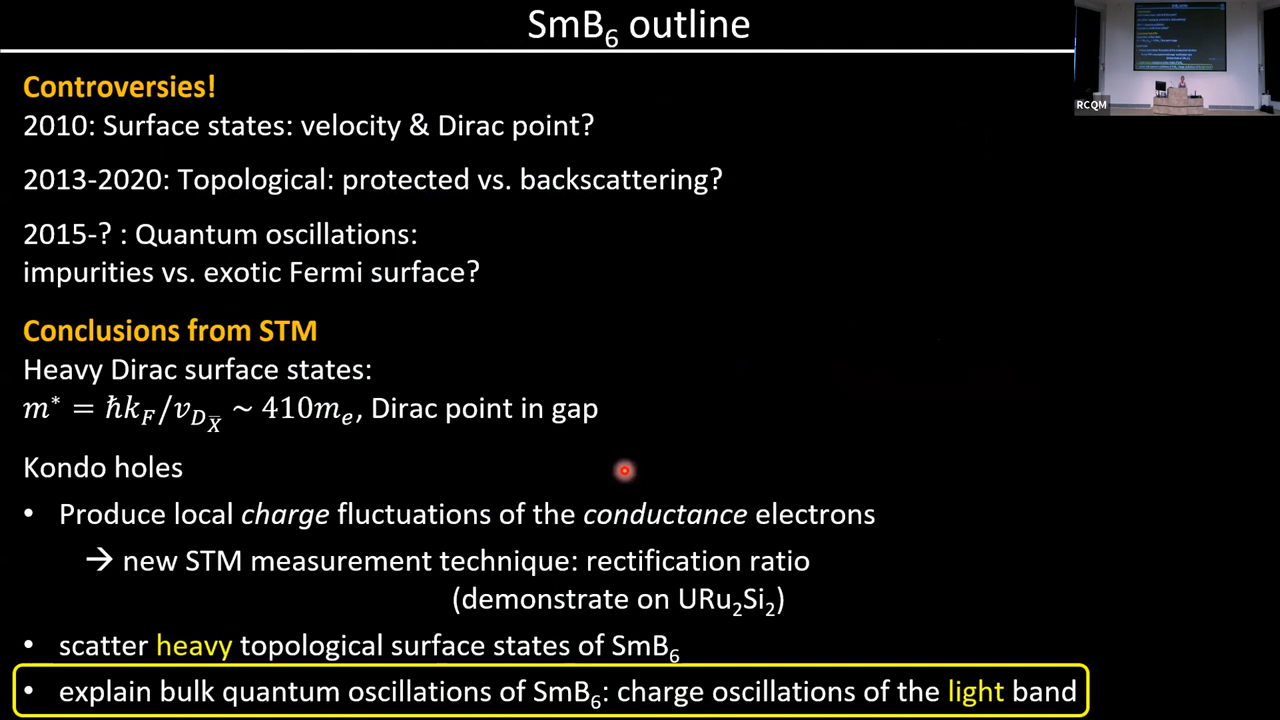 SmB₆ outline
RCQM
Controversies!
2010: Surface states: velocity & Dirac point?
2013-2020: Topological: protected vs. backscattering?
2015-? : Quantum oscillations:
impurities vs. exotic Fermi surface?
Conclusions from STM
Heavy Dirac surface states:
m* = ħk_F/v_{D_X̅} ~ 410mₑ, Dirac point in gap
Kondo holes
• Produce local charge fluctuations of the conductance electrons
→ new STM measurement technique: rectification ratio
(demonstrate on URu₂Si₂)
• scatter heavy topological surface states of SmB₆
• explain bulk quantum oscillations of SmB₆: charge oscillations of the light band